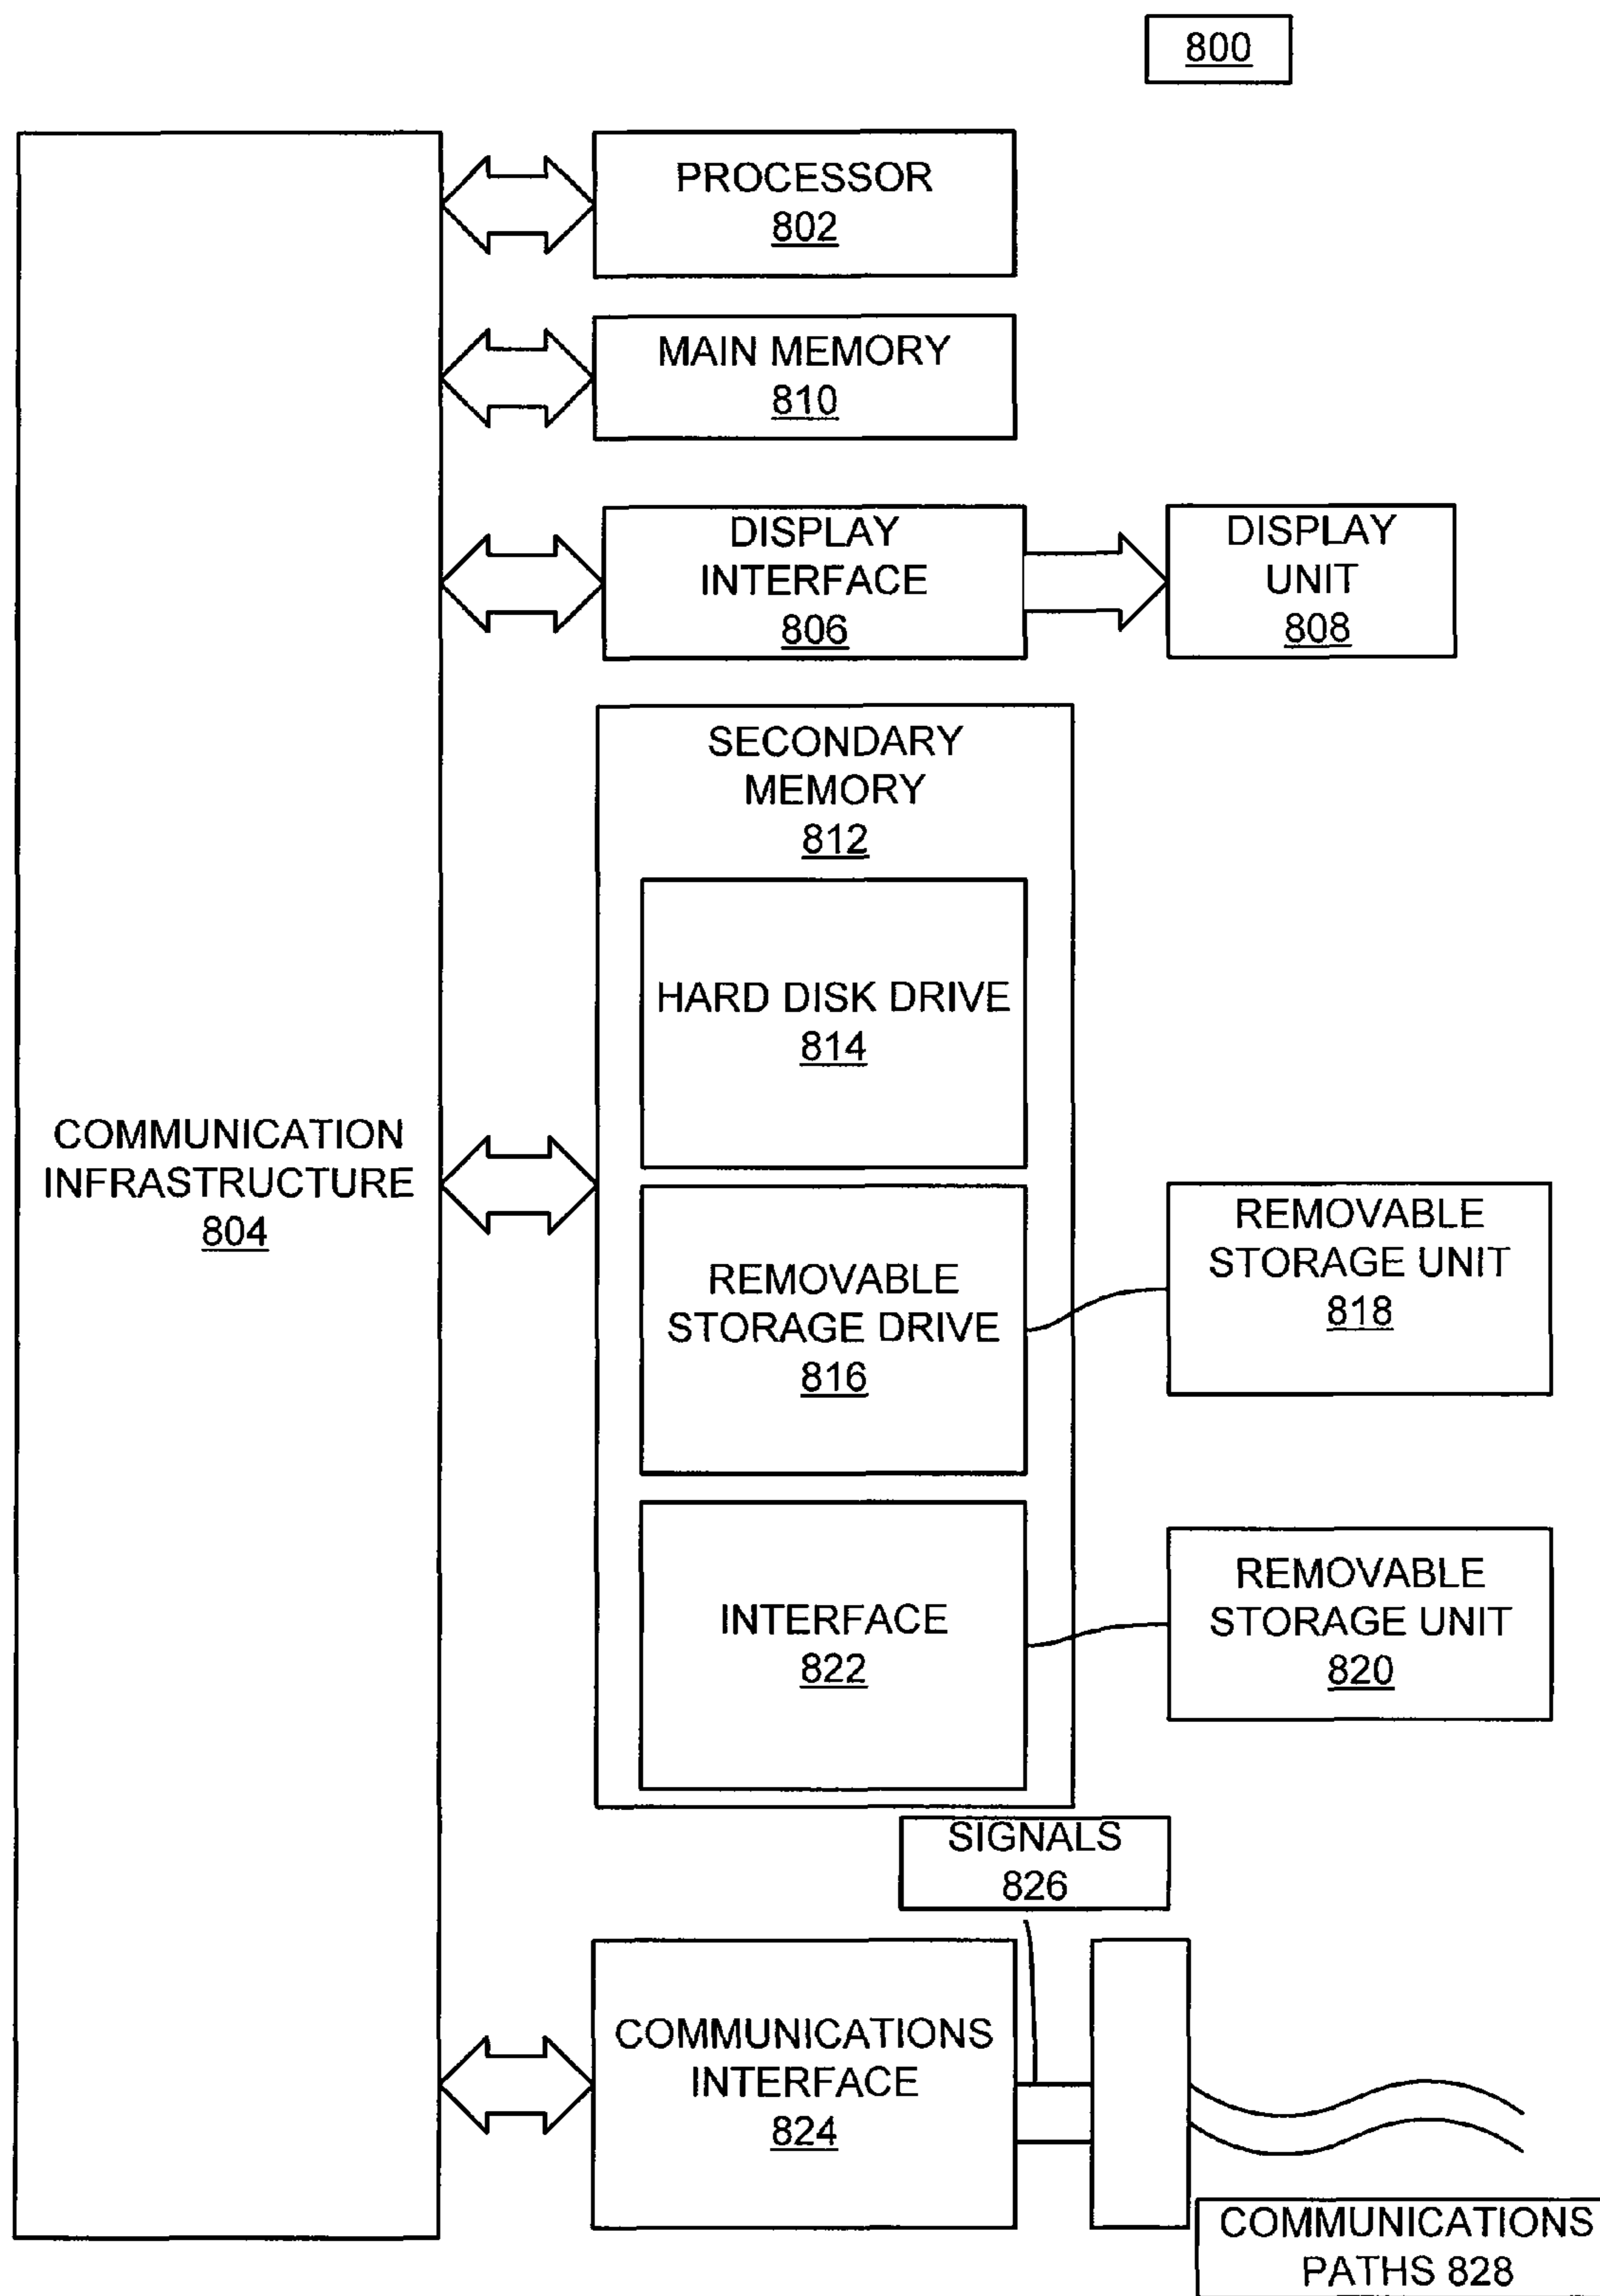 800
PROCESSOR
802
MAIN MEMORY
810
DISPLAY
INTERFACE
806
DISPLAY
UNIT
808
SECONDARY
MEMORY
812
HARD DISK DRIVE
814
COMMUNICATION
INFRASTRUCTURE
804
REMOVABLE
STORAGE DRIVE
816
REMOVABLE
STORAGE UNIT
818
INTERFACE
822
REMOVABLE
STORAGE UNIT
820
SIGNALS
826
COMMUNICATIONS
INTERFACE
824
COMMUNICATIONS
PATHS 828